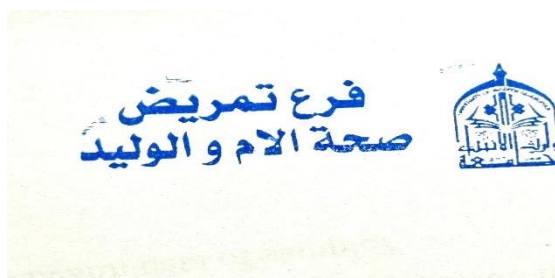 فرع تمريض
صحة الام و الوليد